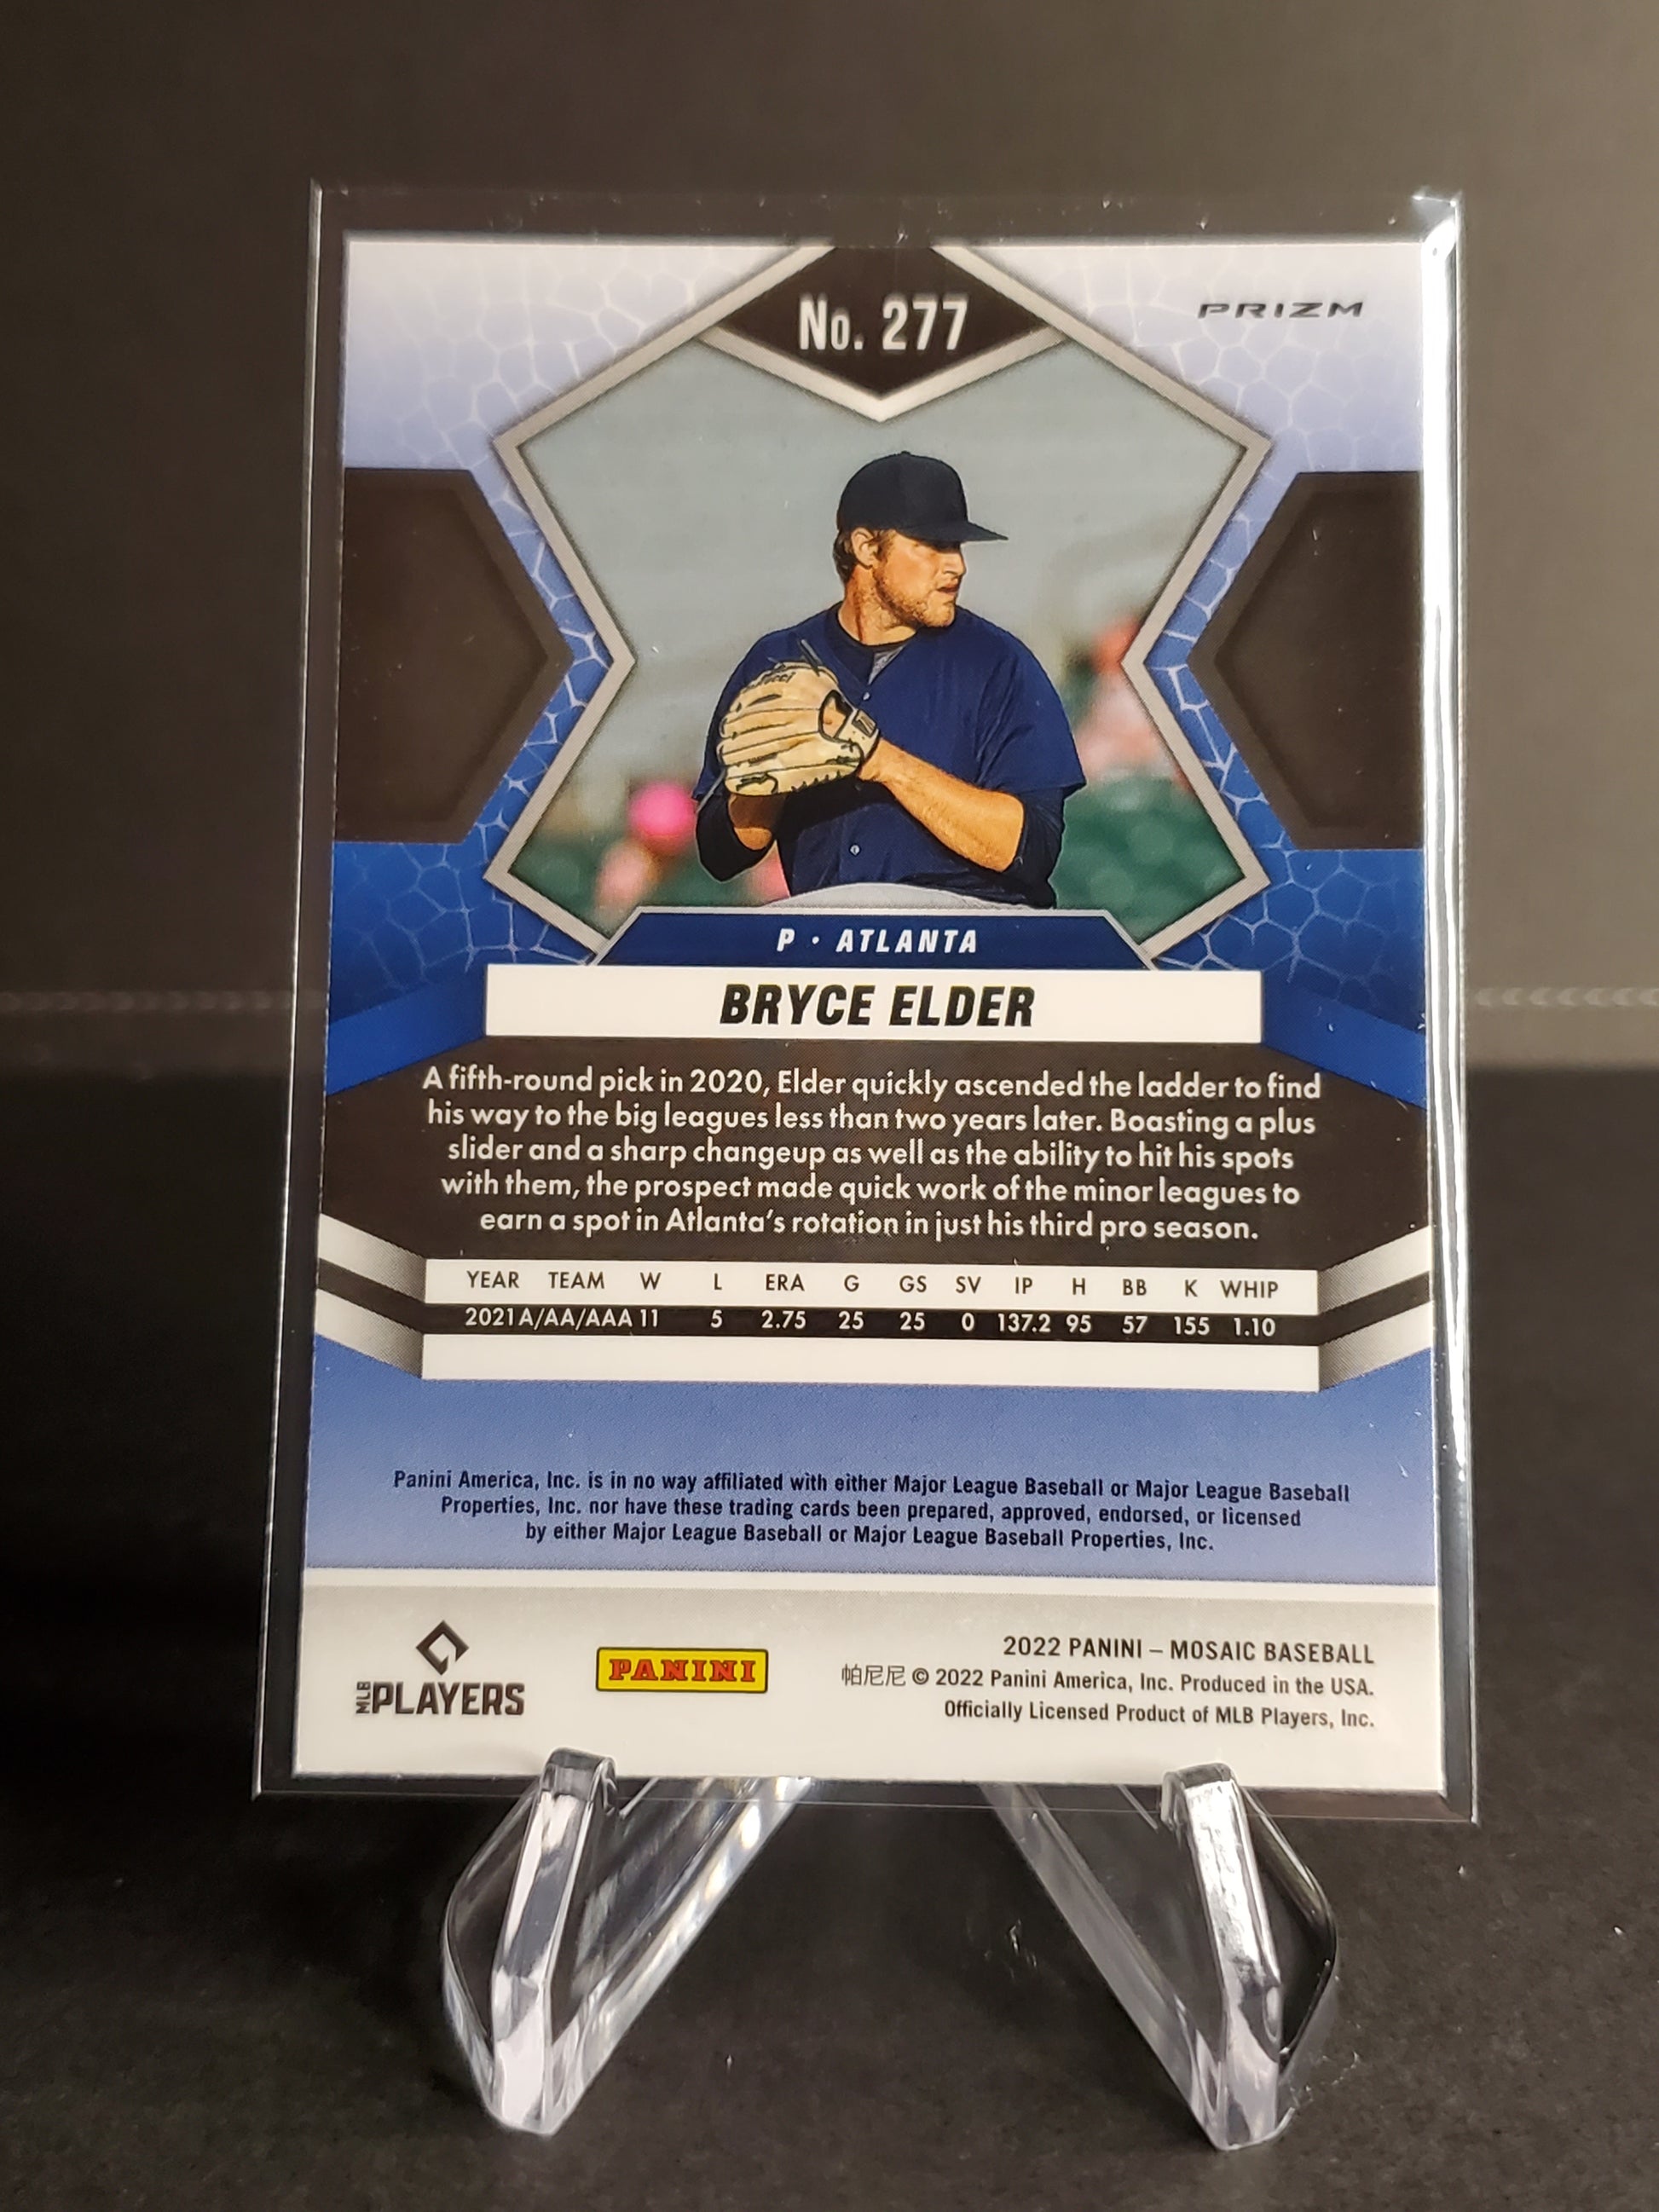 No. 277
PRIZM
P · ATLANTA
BRYCE ELDER
A fifth-round pick in 2020, Elder quickly ascended the ladder to find
his way to the big leagues less than two years later. Boasting a plus
slider and a sharp changeup as well as the ability to hit his spots
with them, the prospect made quick work of the minor leagues to
earn a spot in Atlanta's rotation in just his third pro season.
YEAR TEAM W L ERA G GS SV IP H BB K WHIP
2021 A/AA/AAA 11 5 2.75 25 25 0 137.2 95 57 155 1.10
Panini America, Inc. is in no way affiliated with either Major League Baseball or Major League Baseball
Properties, Inc. nor have these trading cards been prepared, approved, endorsed, or licensed
by either Major League Baseball or Major League Baseball Properties, Inc.
MLB PLAYERS
PANINI
2022 PANINI – MOSAIC BASEBALL
帕尼尼 © 2022 Panini America, Inc. Produced in the USA.
Officially Licensed Product of MLB Players, Inc.